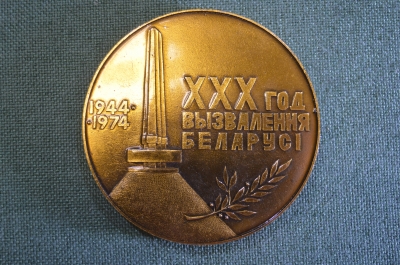 1944
·1974
XXX год
вызвалення
Беларусі